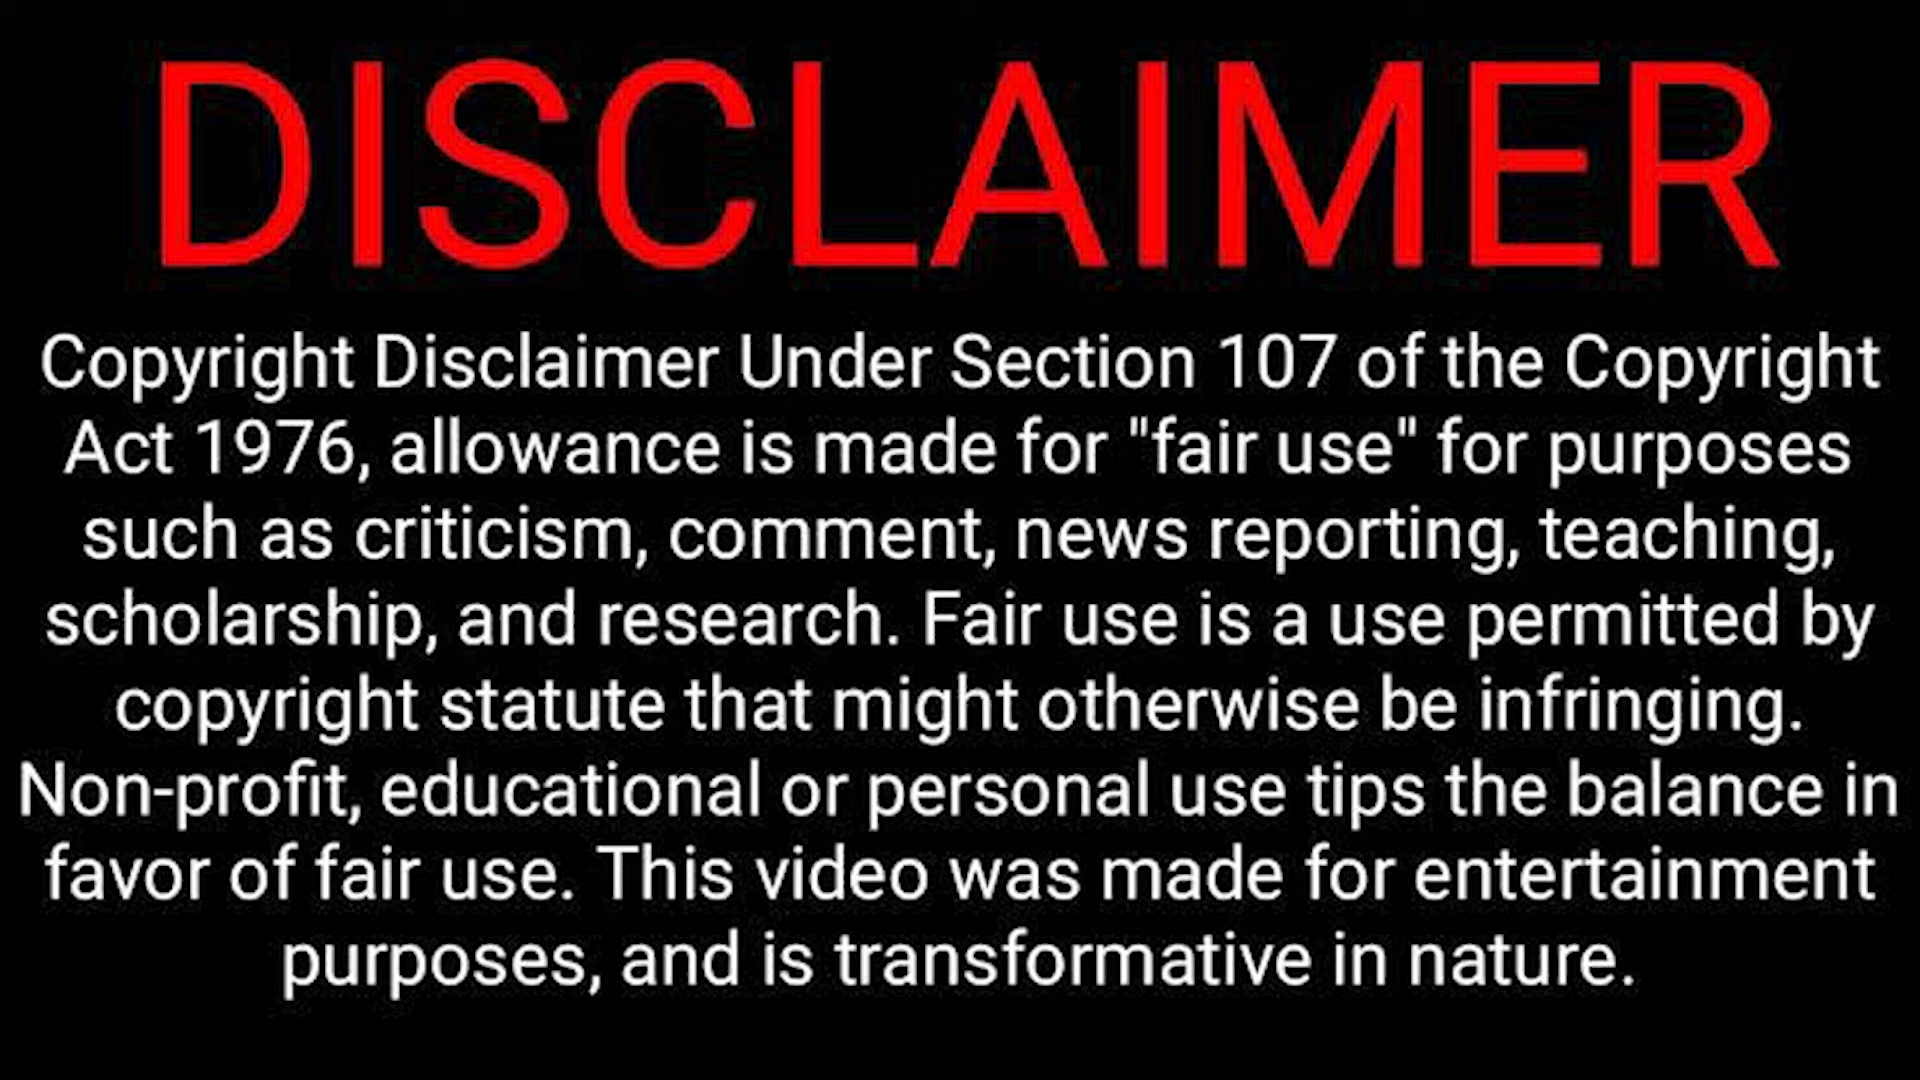 DISCLAIMER
Copyright Disclaimer Under Section 107 of the Copyright
Act 1976, allowance is made for "fair use" for purposes
such as criticism, comment, news reporting, teaching,
scholarship, and research. Fair use is a use permitted by
copyright statute that might otherwise be infringing.
Non-profit, educational or personal use tips the balance in
favor of fair use. This video was made for entertainment
purposes, and is transformative in nature.